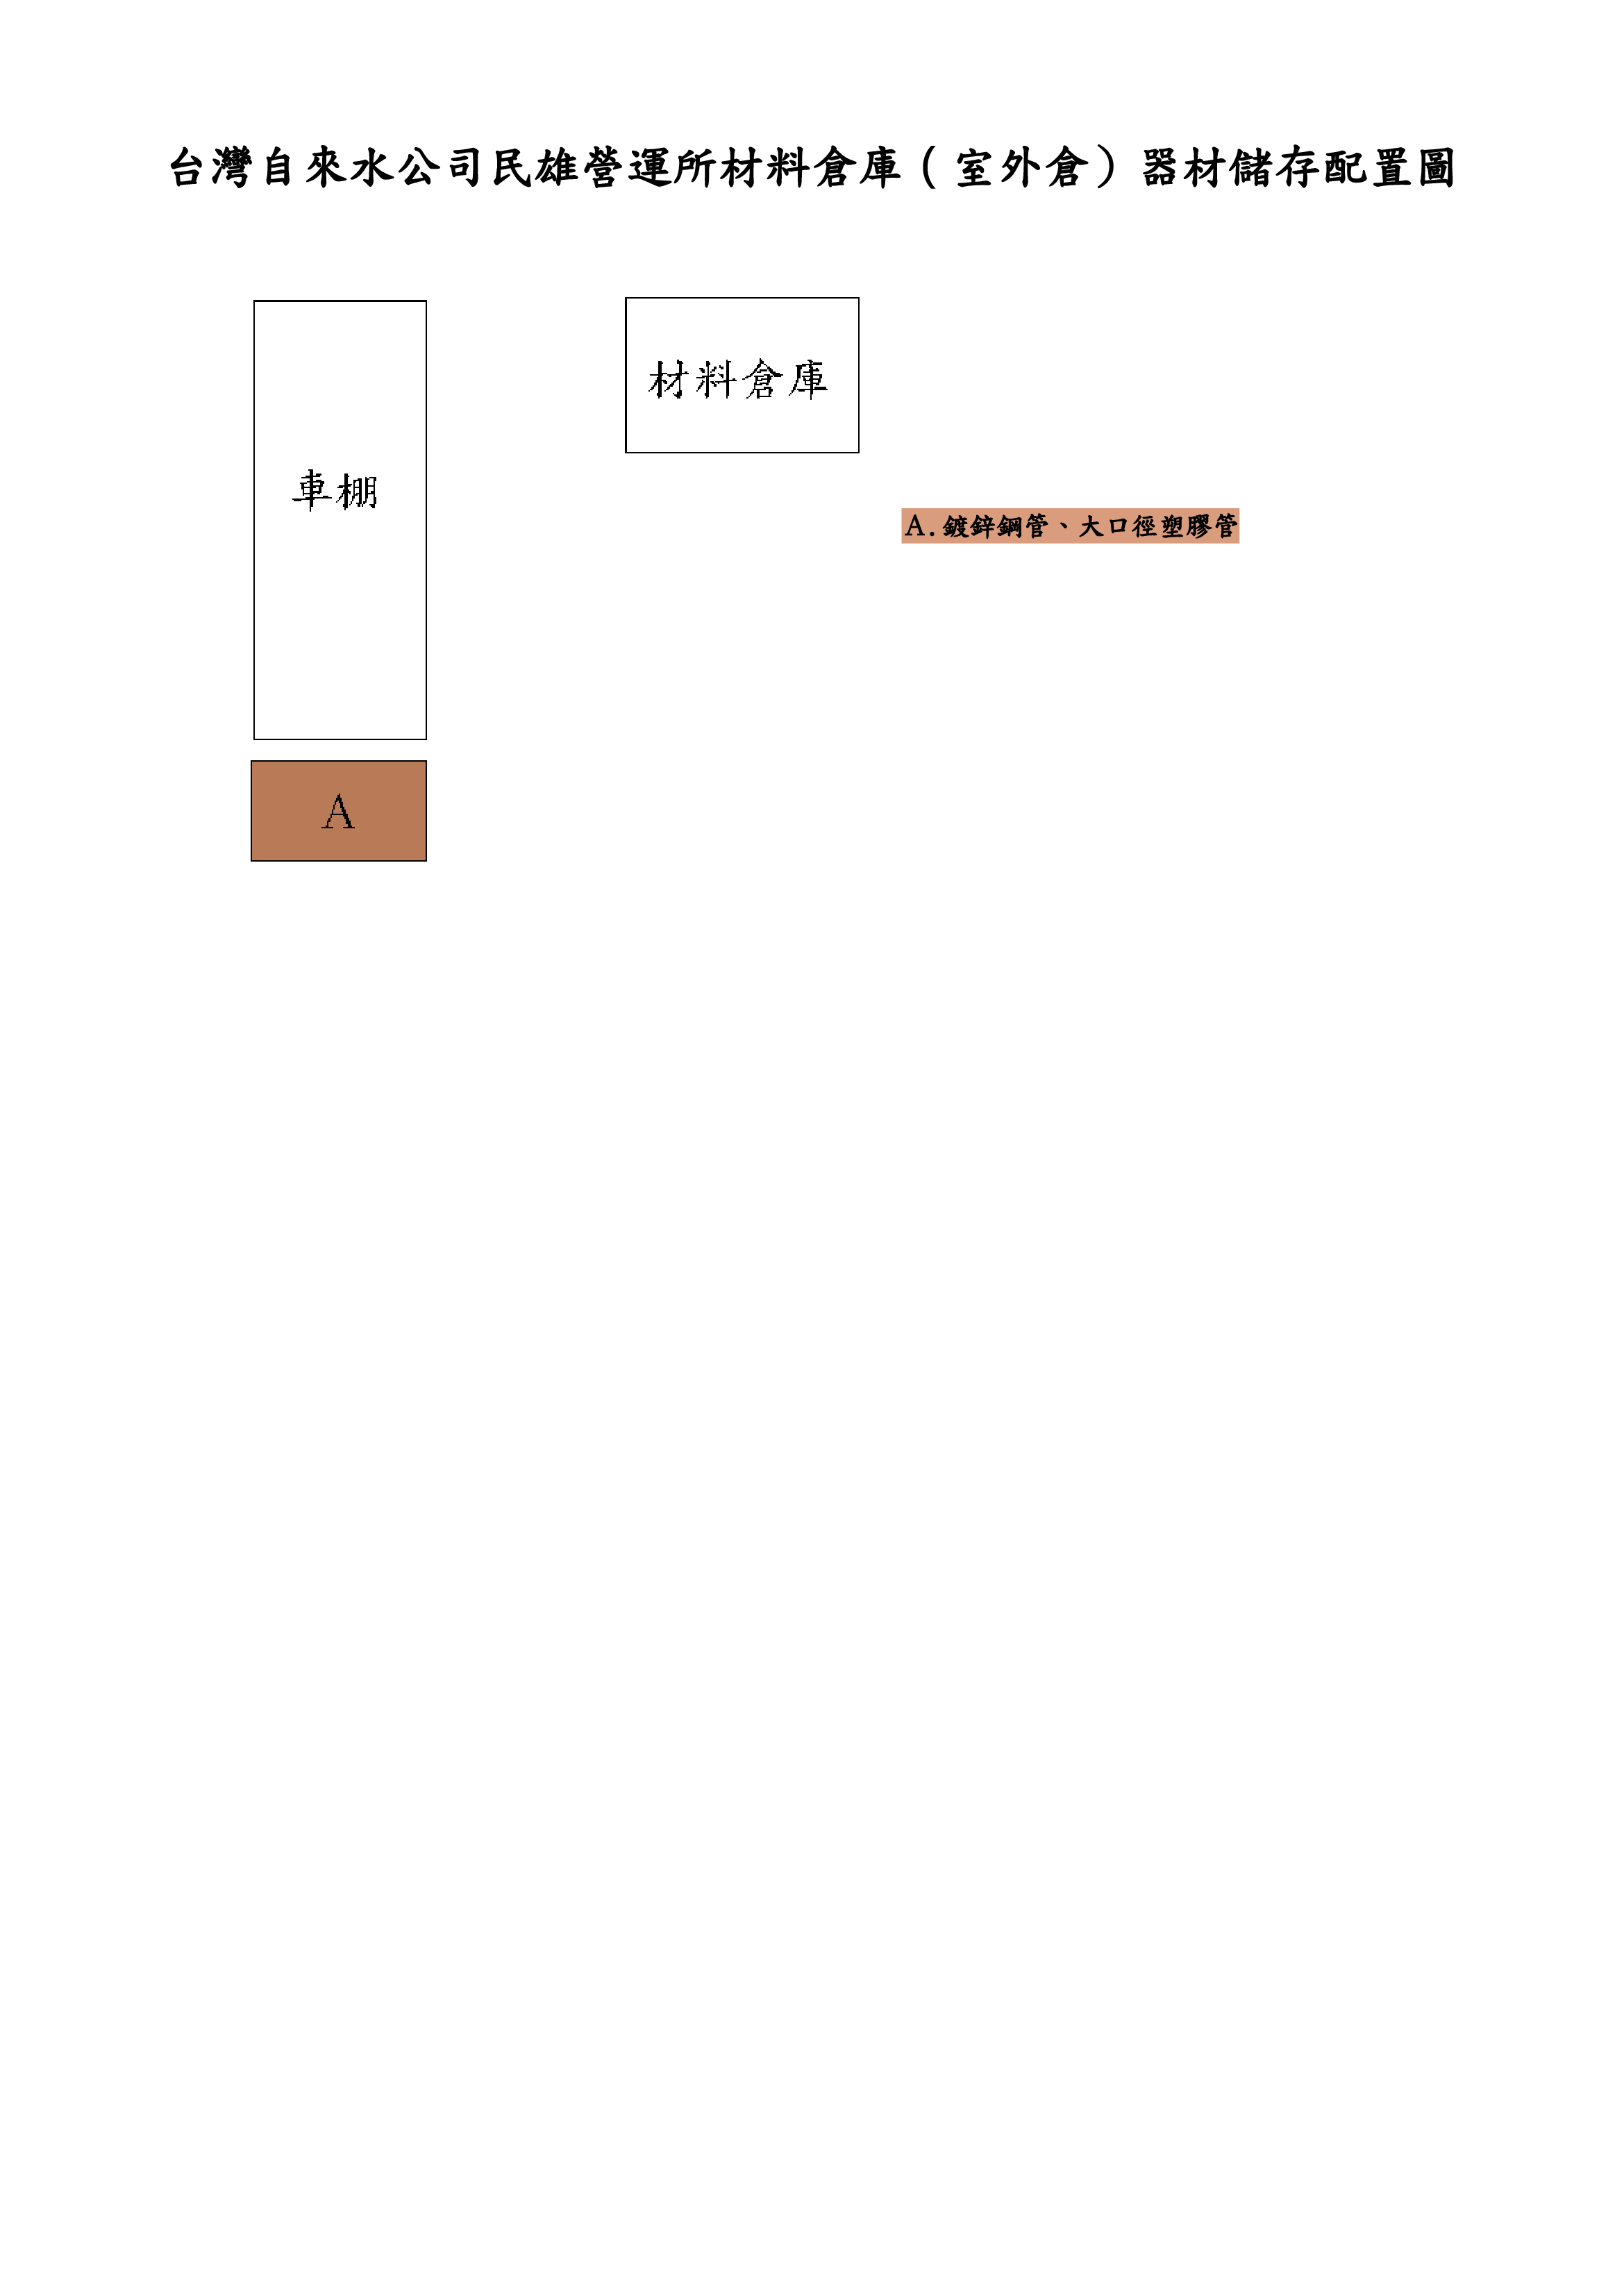 台灣自來水公司民雄營運所材料倉庫（室外倉）器材儲存配置圖
材料倉庫
車棚
A.鍍鋅鋼管、大口徑塑膠管
A